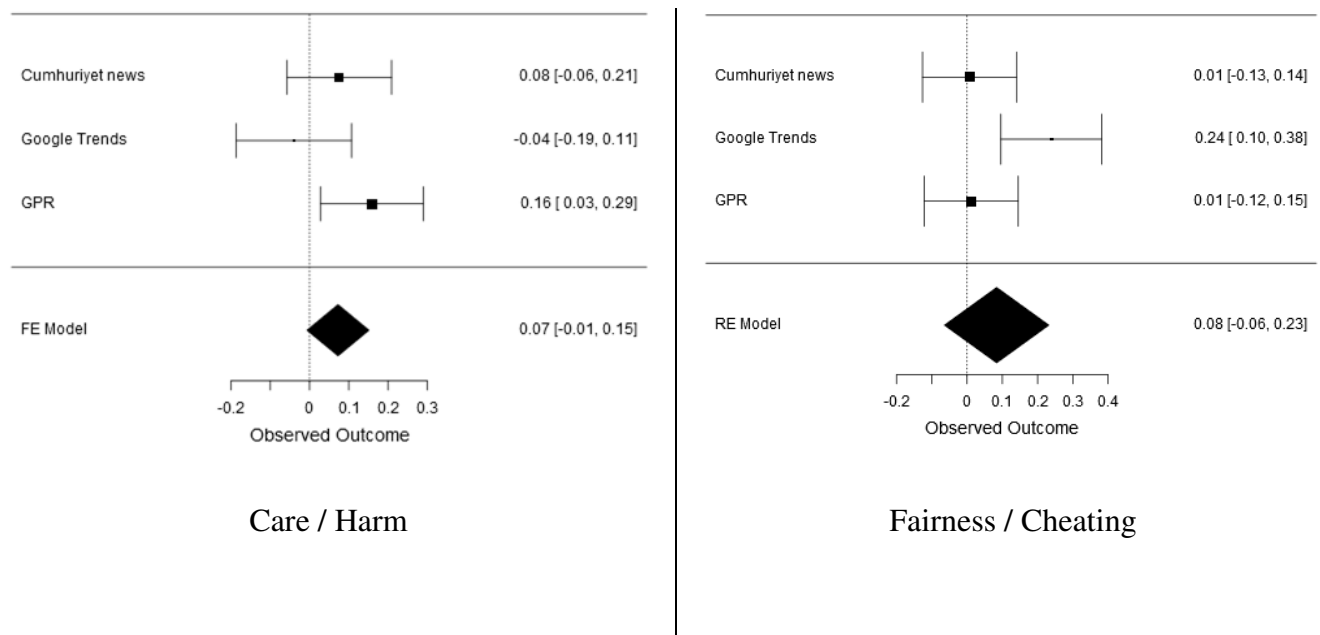 Cumhuriyet news 0.08 [-0.06, 0.21]
Google Trends -0.04 [-0.19, 0.11]
GPR 0.16 [ 0.03, 0.29]
FE Model 0.07 [-0.01, 0.15]
-0.2 0 0.1 0.2 0.3
Observed Outcome
Care / Harm
Cumhuriyet news 0.01 [-0.13, 0.14]
Google Trends 0.24 [ 0.10, 0.38]
GPR 0.01 [-0.12, 0.15]
RE Model 0.08 [-0.06, 0.23]
-0.2 0 0.1 0.2 0.3 0.4
Observed Outcome
Fairness / Cheating